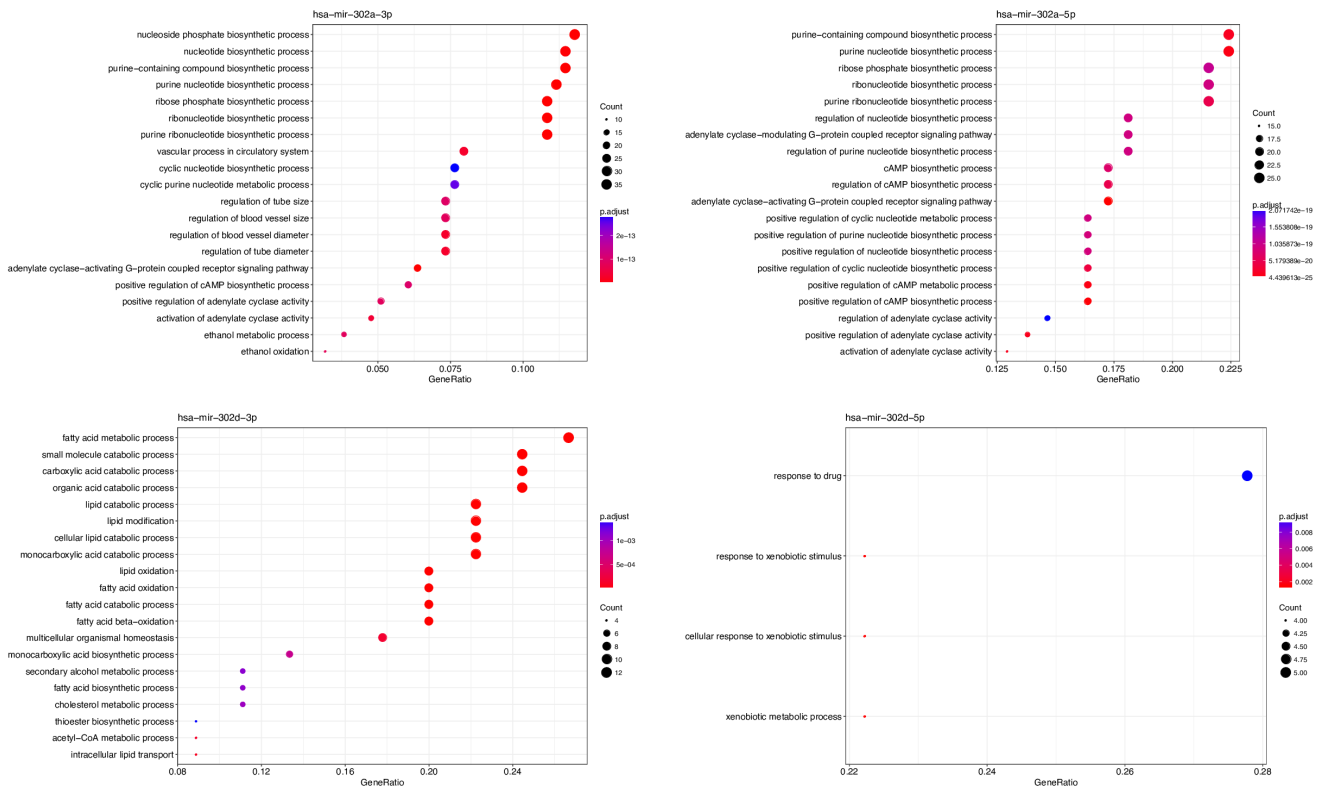 hsa−mir−302a−3p
nucleoside phosphate biosynthetic process
nucleotide biosynthetic process
purine−containing compound biosynthetic process
purine nucleotide biosynthetic process
ribose phosphate biosynthetic process
ribonucleotide biosynthetic process
purine ribonucleotide biosynthetic process
vascular process in circulatory system
cyclic nucleotide biosynthetic process
cyclic purine nucleotide metabolic process
regulation of tube size
regulation of blood vessel size
regulation of blood vessel diameter
regulation of tube diameter
adenylate cyclase−activating G−protein coupled receptor signaling pathway
positive regulation of cAMP biosynthetic process
positive regulation of adenylate cyclase activity
activation of adenylate cyclase activity
ethanol metabolic process
ethanol oxidation
0.050 0.075 0.100
GeneRatio
Count
10
15
20
25
30
35
p.adjust
2e−13
1e−13
hsa−mir−302a−5p
purine−containing compound biosynthetic process
purine nucleotide biosynthetic process
ribose phosphate biosynthetic process
ribonucleotide biosynthetic process
purine ribonucleotide biosynthetic process
regulation of nucleotide biosynthetic process
adenylate cyclase−modulating G−protein coupled receptor signaling pathway
regulation of purine nucleotide biosynthetic process
cAMP biosynthetic process
regulation of cAMP biosynthetic process
adenylate cyclase−activating G−protein coupled receptor signaling pathway
positive regulation of cyclic nucleotide metabolic process
positive regulation of purine nucleotide biosynthetic process
positive regulation of nucleotide biosynthetic process
positive regulation of cyclic nucleotide biosynthetic process
positive regulation of cAMP metabolic process
positive regulation of cAMP biosynthetic process
regulation of adenylate cyclase activity
positive regulation of adenylate cyclase activity
activation of adenylate cyclase activity
0.125 0.150 0.175 0.200 0.225
GeneRatio
Count
15.0
17.5
20.0
22.5
25.0
p.adjust
2.071742e−19
1.553808e−19
1.035873e−19
5.179389e−20
4.439613e−25
hsa−mir−302d−3p
fatty acid metabolic process
small molecule catabolic process
carboxylic acid catabolic process
organic acid catabolic process
lipid catabolic process
lipid modification
cellular lipid catabolic process
monocarboxylic acid catabolic process
lipid oxidation
fatty acid oxidation
fatty acid catabolic process
fatty acid beta−oxidation
multicellular organismal homeostasis
monocarboxylic acid biosynthetic process
secondary alcohol metabolic process
fatty acid biosynthetic process
cholesterol metabolic process
thioester biosynthetic process
acetyl−CoA metabolic process
intracellular lipid transport
0.08 0.12 0.16 0.20 0.24
GeneRatio
p.adjust
1e−03
5e−04
Count
4
6
8
10
12
hsa−mir−302d−5p
response to drug
response to xenobiotic stimulus
cellular response to xenobiotic stimulus
xenobiotic metabolic process
0.22 0.24 0.26 0.28
GeneRatio
p.adjust
0.008
0.006
0.004
0.002
Count
4.00
4.25
4.50
4.75
5.00